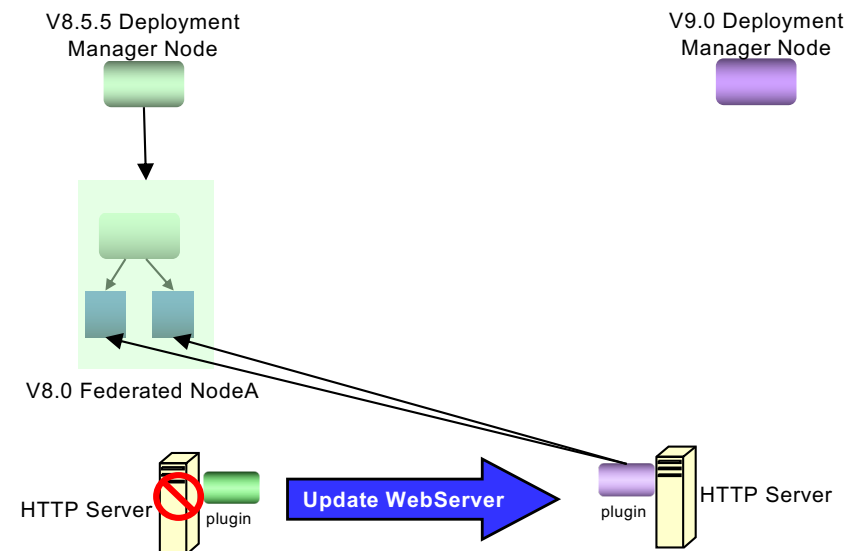 V8.5.5 Deployment
Manager Node
V9.0 Deployment
Manager Node
V8.0 Federated NodeA
HTTP Server
plugin
Update WebServer
plugin
HTTP Server